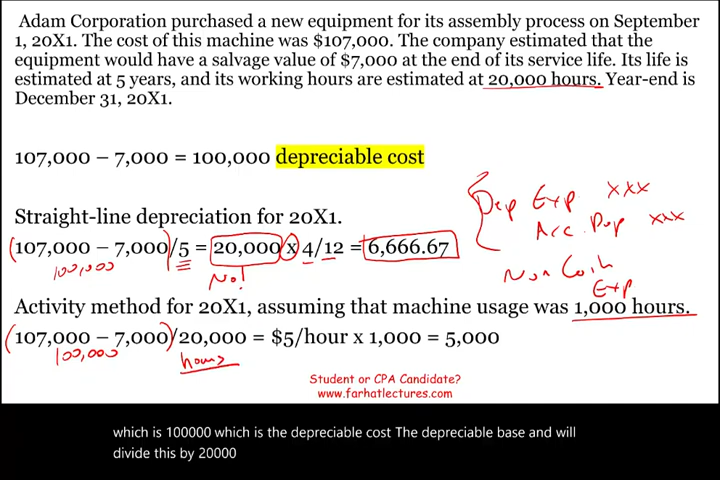 Adam Corporation purchased a new equipment for its assembly process on September
1, 20X1. The cost of this machine was $107,000. The company estimated that the
equipment would have a salvage value of $7,000 at the end of its service life. Its life is
estimated at 5 years, and its working hours are estimated at 20,000 hours. Year-end is
December 31, 20X1.
107,000 – 7,000 = 100,000 depreciable cost
Dep Exp xxx
Acc. Dep xxx
Straight-line depreciation for 20X1.
(107,000 – 7,000)/5 = 20,000 x 4/12 = 6,666.67
100,000
No!
Non Cash
Exp
Activity method for 20X1, assuming that machine usage was 1,000 hours.
(107,000 – 7,000)/20,000 = $5/hour x 1,000 = 5,000
100,000
hours
Student or CPA Candidate?
www.farhatlectures.com
which is 100000 which is the depreciable cost The depreciable base and will
divide this by 20000